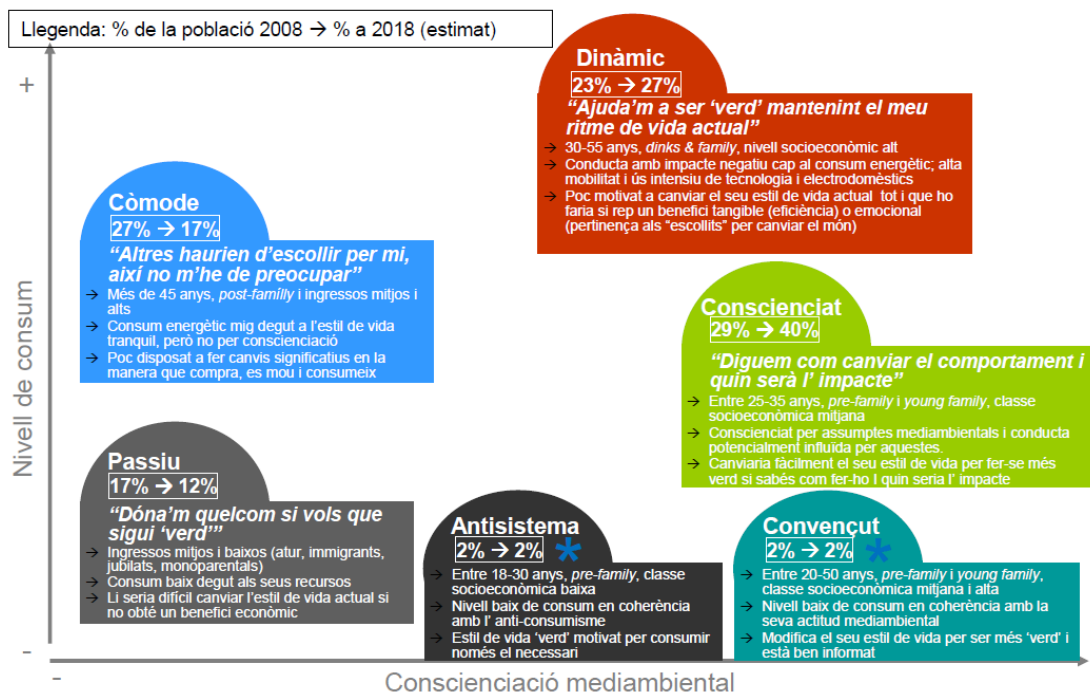 Llegenda: % de la població 2008 → % a 2018 (estimat)
+
Nivell de consum
-
-
Conscienciació mediambiental
Dinàmic
23% → 27%
“Ajuda’m a ser ‘verd’ mantenint el meu
ritme de vida actual”
→ 30-55 anys, dinks & family, nivell socioeconòmic alt
→ Conducta amb impacte negatiu cap al consum energètic; alta
mobilitat i ús intensiu de tecnologia i electrodomèstics
→ Poc motivat a canviar el seu estil de vida actual tot i que ho
faria si rep un benefici tangible (eficiència) o emocional
(pertinença als “escollits” per canviar el món)
Còmode
27% → 17%
“Altres haurien d’escollir per mi,
així no m’he de preocupar”
→ Més de 45 anys, post-familly i ingressos mitjos i
alts
→ Consum energètic mig degut a l’estil de vida
tranquil, però no per conscienciació
→ Poc disposat a fer canvis significatius en la
manera que compra, es mou i consumeix
Conscienciat
29% → 40%
“Diguem com canviar el comportament i
quin serà l’ impacte”
→ Entre 25-35 anys, pre-family i young family, classe
socioeconòmica mitjana
→ Conscienciat per assumptes mediambientals i conducta
potencialment influïda per aquestes.
→ Canviaria fàcilment el seu estil de vida per fer-se més
verd si sabés com fer-ho I quin seria l’ impacte
Passiu
17% → 12%
“Dóna’m quelcom si vols que
sigui ‘verd’”
→ Ingressos mitjos i baixos (atur, immigrants,
jubilats, monoparentals)
→ Consum baix degut als seus recursos
→ Li seria difícil canviar l’estil de vida actual si
no obté un benefici econòmic
Antisistema
2% → 2% *
→ Entre 18-30 anys, pre-family, classe
socioeconòmica baixa
→ Nivell baix de consum en coherència
amb l’ anti-consumisme
→ Estil de vida ‘verd’ motivat per consumir
només el necessari
Convençut
2% → 2% *
→ Entre 20-50 anys, pre-family i young family,
classe socioeconòmica mitjana i alta
→ Nivell baix de consum en coherència amb la
seva actitud mediambiental
→ Modifica el seu estil de vida per ser més ‘verd’ i
està ben informat